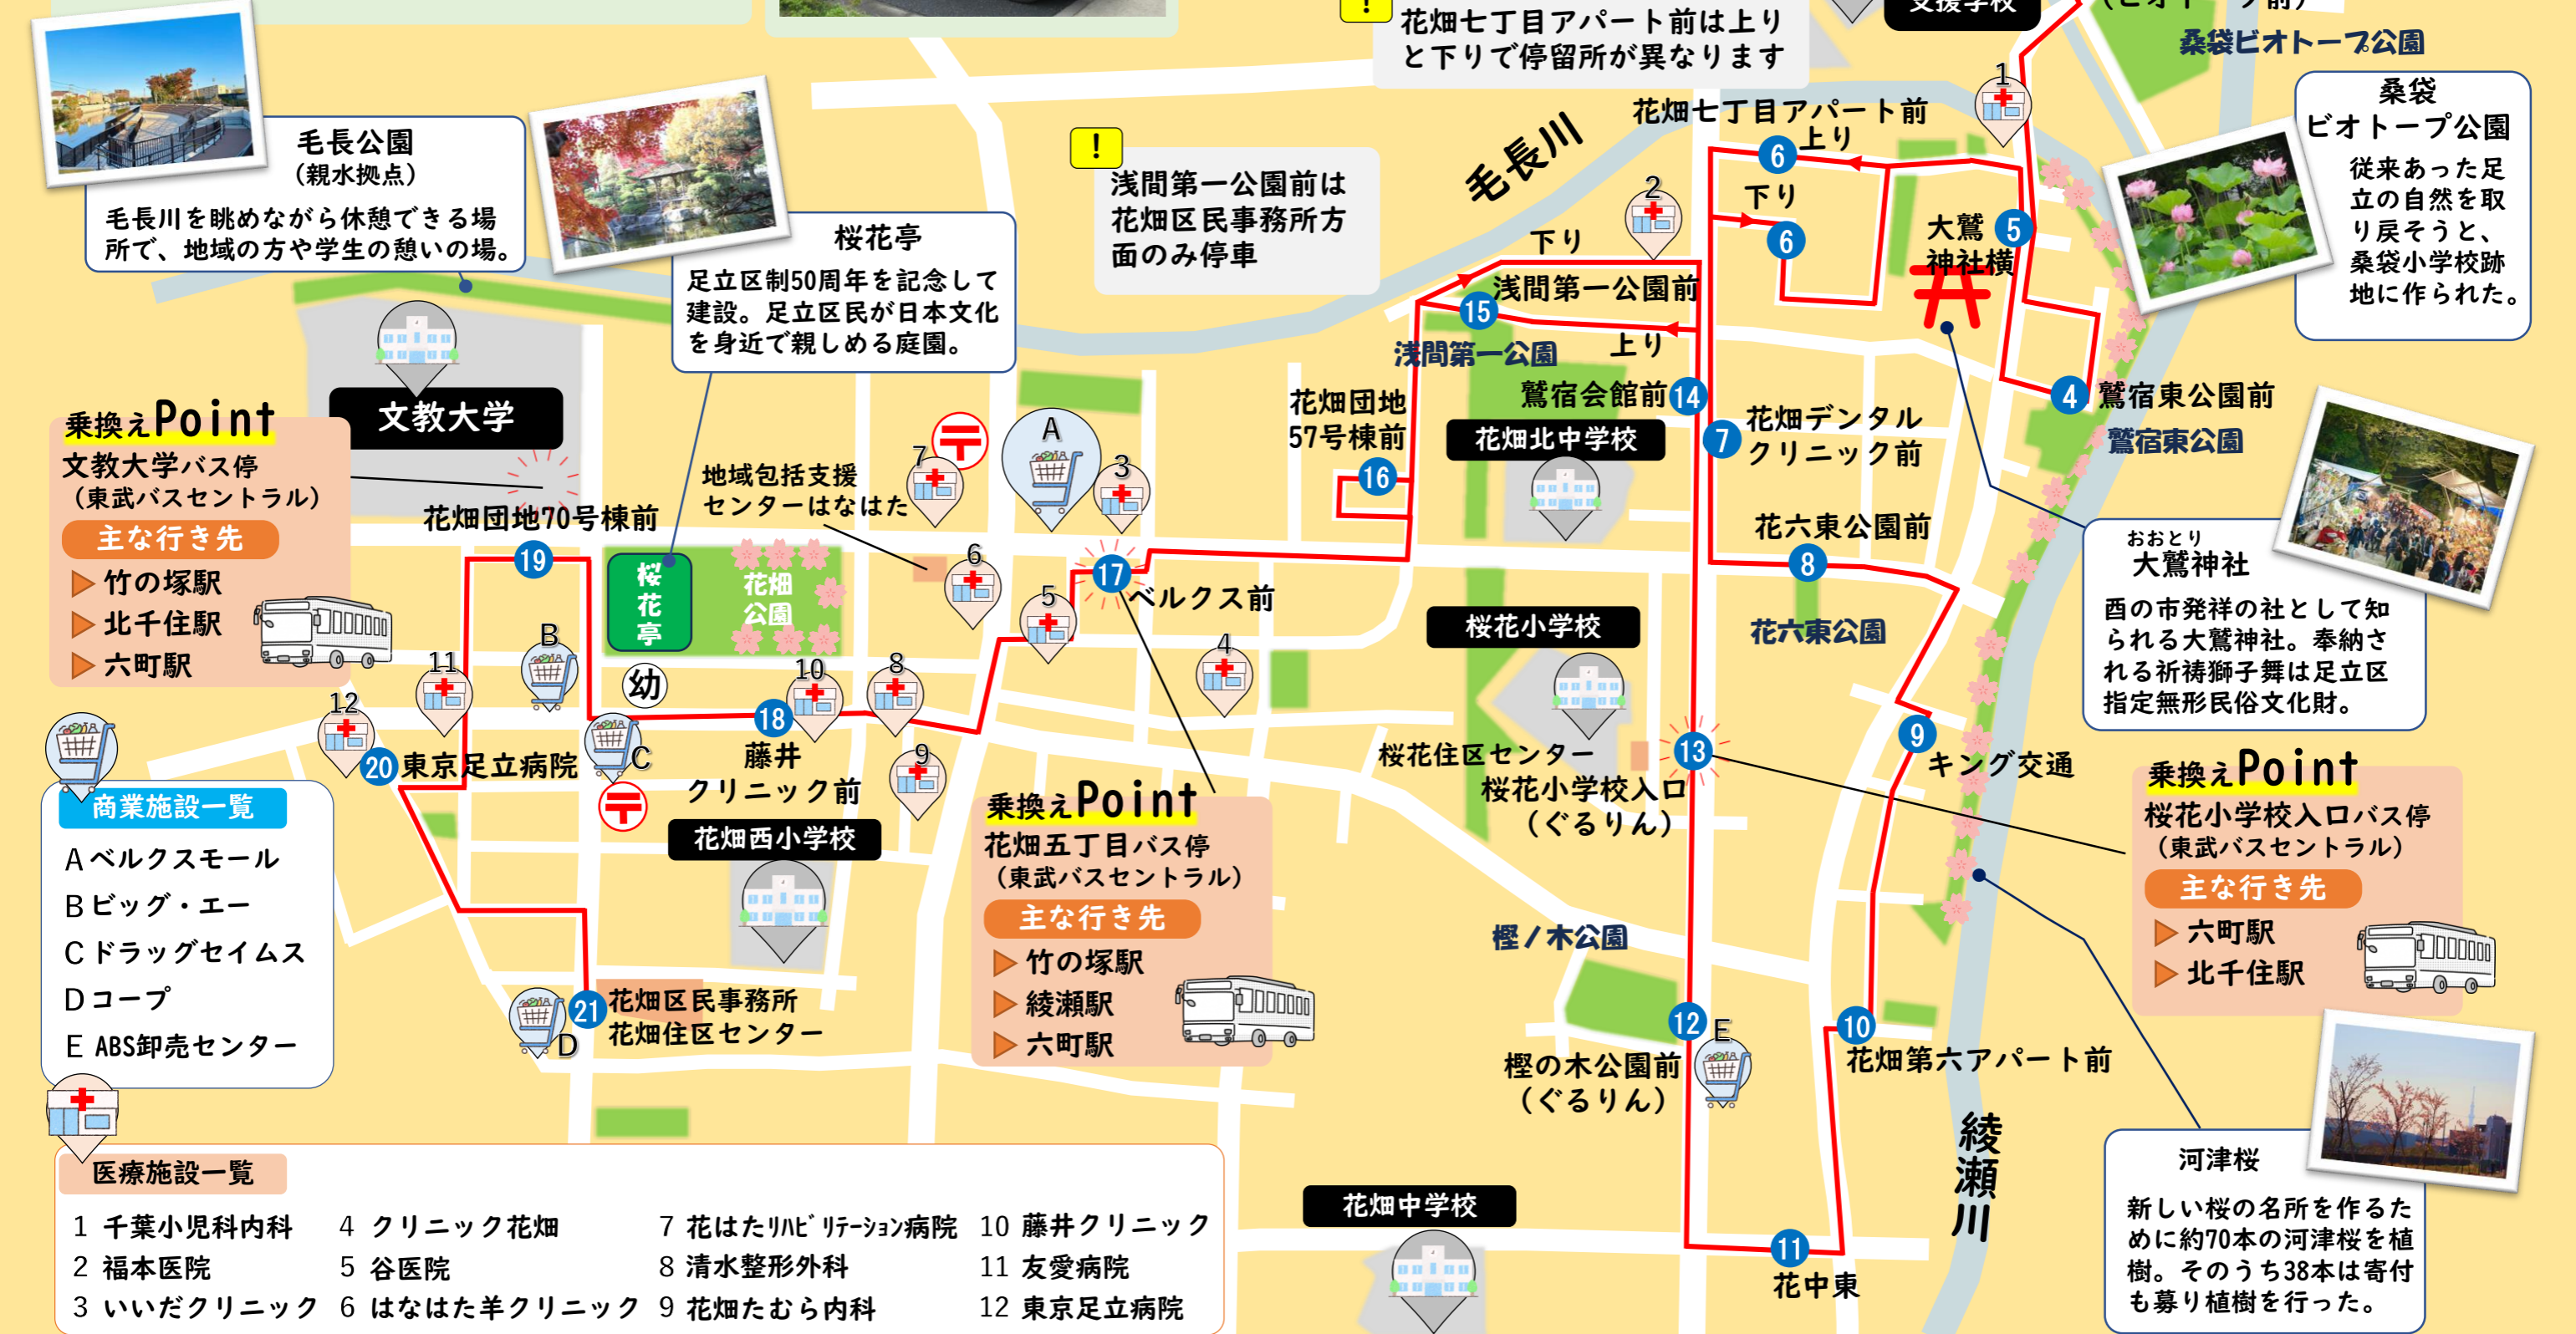 花畑七丁目アパート前は上り
と下りで停留所が異なります
支援学校
桑袋ビオトープ公園
毛長公園
（親水拠点）
毛長川を眺めながら休憩できる場
所で、地域の方や学生の憩いの場。
桜花亭
足立区制50周年を記念して
建設。足立区民が日本文化
を身近で親しめる庭園。
!
浅間第一公園前は
花畑区民事務所方
面のみ停車
毛長川
花畑七丁目アパート前
6 上り
下り
6
1
2
大鷲
神社横
5
桑袋
ビオトープ公園
従来あった足
立の自然を取
り戻そうと、
桑袋小学校跡
地に作られた。
下り
浅間第一公園前
15
上り
浅間第一公園
鷲宿会館前 14
花畑北中学校
花畑団地
57号棟前
16
7 花畑デンタル
クリニック前
4 鷲宿東公園前
鷲宿東公園
文教大学
乗換えPoint
文教大学バス停
（東武バスセントラル）
主な行き先
竹の塚駅
北千住駅
六町駅
花畑団地70号棟前
19
地域包括支援
センターはなはた
7
A
3
6
5
4
17
ベルクス前
桜花亭
花畑
公園
花六東公園前
8
花六東公園
おおとり
大鷲神社
酉の市発祥の社として知
られる大鷲神社。奉納さ
れる祈祷獅子舞は足立区
指定無形民俗文化財。
桜花小学校
B
幼
11
12
10
8
9
18
藤井
クリニック前
C
20 東京足立病院
桜花住区センター
13
桜花小学校入口
（ぐるりん）
9
キング交通
乗換えPoint
桜花小学校入口バス停
（東武バスセントラル）
主な行き先
六町駅
北千住駅
商業施設一覧
A ベルクスモール
B ビッグ・エー
C ドラッグセイムス
D コープ
E ABS卸売センター
花畑西小学校
乗換えPoint
花畑五丁目バス停
（東武バスセントラル）
主な行き先
竹の塚駅
綾瀬駅
六町駅
樫ノ木公園
21 花畑区民事務所
花畑住区センター
D
12
E
樫の木公園前
（ぐるりん）
10
花畑第六アパート前
綾瀬川
花畑中学校
11
花中東
河津桜
新しい桜の名所を作るた
めに約70本の河津桜を植
樹。そのうち38本は寄付
も募り植樹を行った。
医療施設一覧
1 千葉小児科内科 4 クリニック花畑 7 花はたﾘﾊﾋﾞﾘﾃｰｼｮﾝ病院 10 藤井クリニック
2 福本医院 5 谷医院 8 清水整形外科 11 友愛病院
3 いいだクリニック 6 はなはた羊クリニック 9 花畑たむら内科 12 東京足立病院